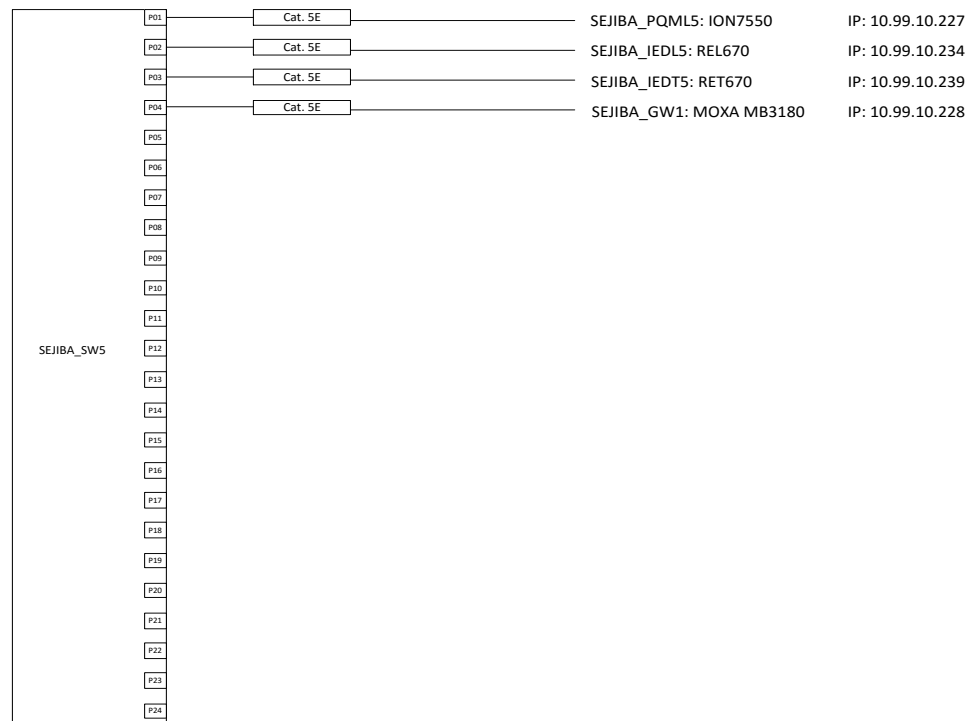 P01 Cat. 5E SEJIBA_PQML5: ION7550 IP: 10.99.10.227
P02 Cat. 5E SEJIBA_IEDL5: REL670 IP: 10.99.10.234
P03 Cat. 5E SEJIBA_IEDT5: RET670 IP: 10.99.10.239
P04 Cat. 5E SEJIBA_GW1: MOXA MB3180 IP: 10.99.10.228
P05
P06
P07
P08
P09
P10
P11
SEJIBA_SW5 P12
P13
P14
P15
P16
P17
P18
P19
P20
P21
P22
P23
P24